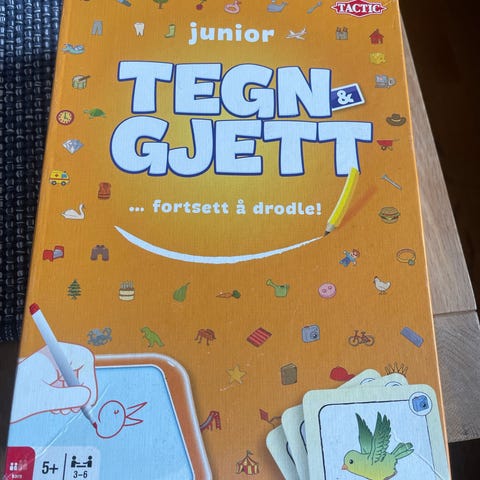 TACTIC
junior
TEGN
&
GJETT
... fortsett å drodle!
5+
3-6